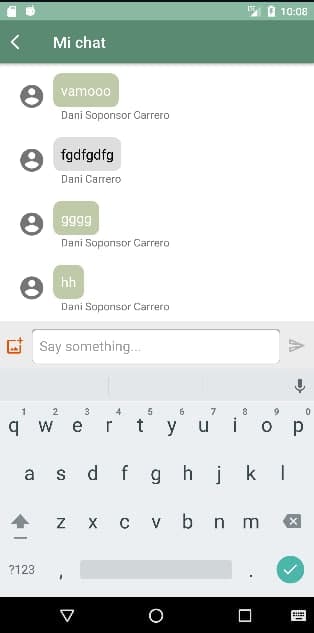 10:08
Mi chat
vamooo
Dani Soponsor Carrero
fgdfgdfg
Dani Carrero
gggg
Dani Soponsor Carrero
hh
Dani Soponsor Carrero
Say something...
1 2 3 4 5 6 7 8 9 0
q w e r t y u i o p
a s d f g h j k l
z x c v b n m
?123 , .